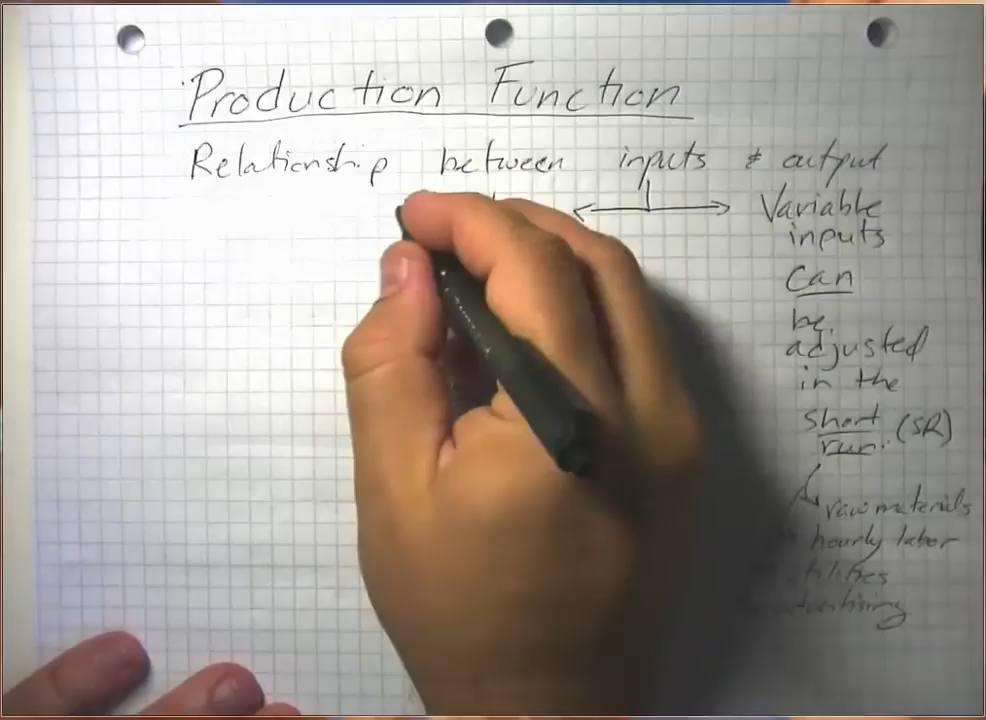 Production Function
Relationship between inputs & output
Variable
inputs
can
be
adjusted
in the
short
run. (SR)
raw materials
hourly labor